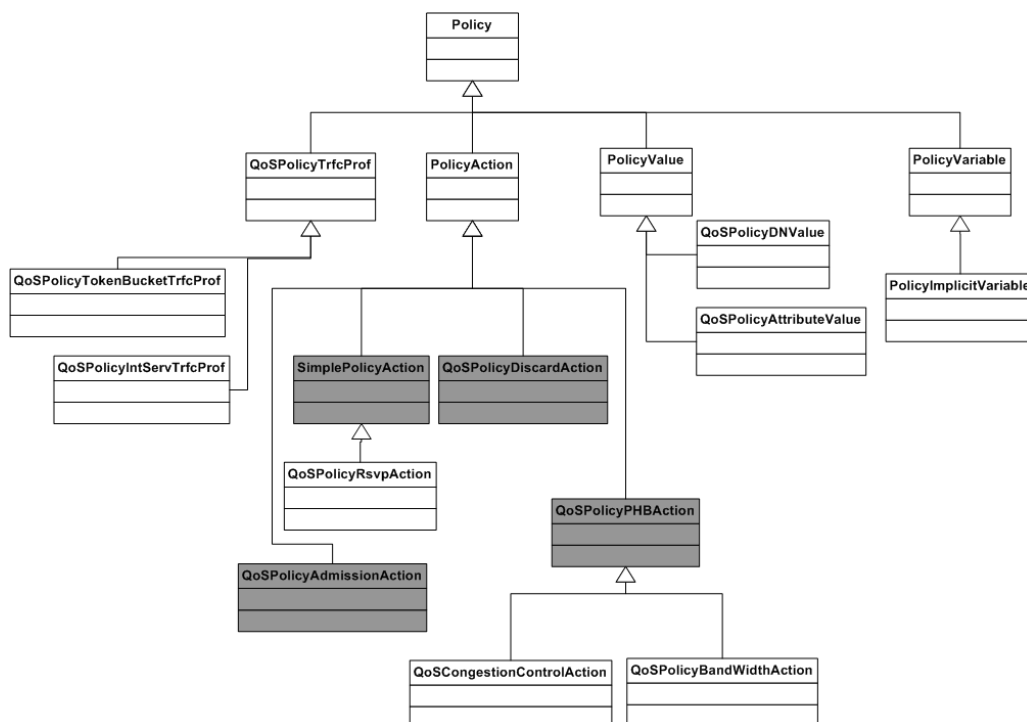 Policy
QoSPolicyTrfcProf
PolicyAction
PolicyValue
PolicyVariable
QoSPolicyDNValue
QoSPolicyTokenBucketTrfcProf
PolicyImplicitVariable
QoSPolicyAttributeValue
QoSPolicyIntServTrfcProf
SimplePolicyAction
QoSPolicyDiscardAction
QoSPolicyRsvpAction
QoSPolicyPHBAction
QoSPolicyAdmissionAction
QoSCongestionControlAction
QoSPolicyBandWidthAction